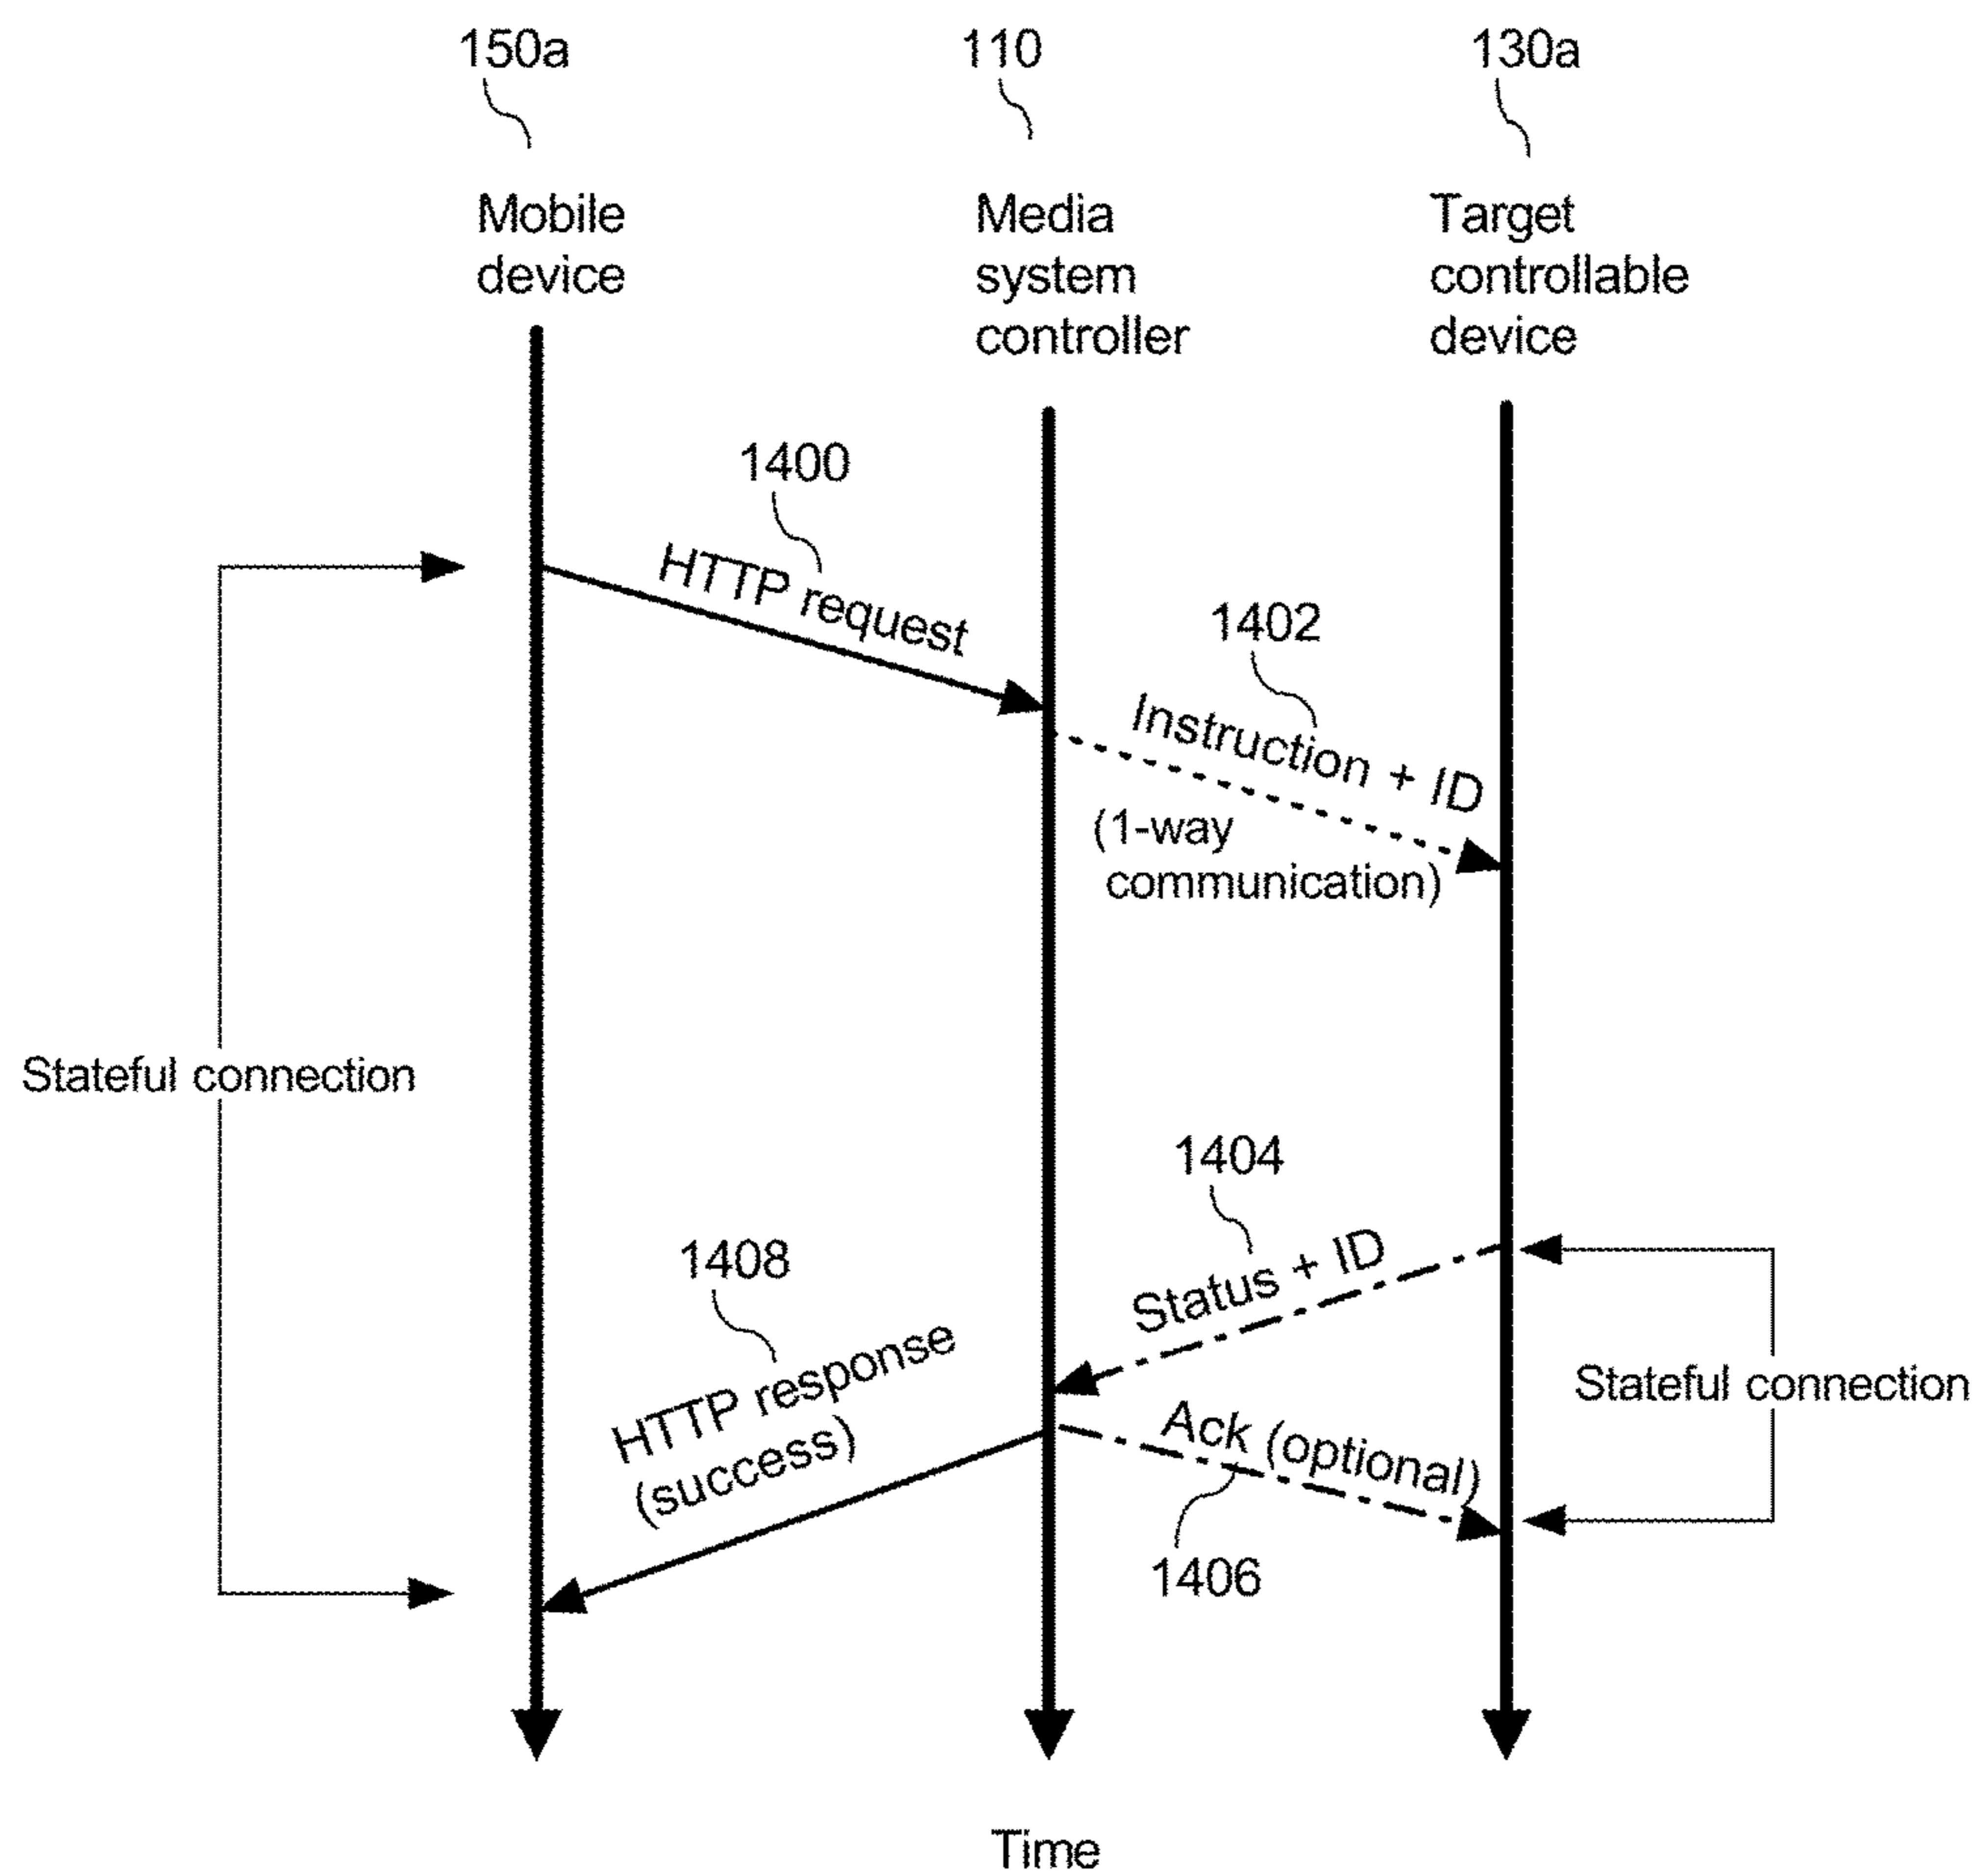 150a
110
130a
Mobile
device
Media
system
controller
Target
controllable
device
1400
HTTP request
1402
Instruction + ID
(1-way
communication)
Stateful connection
1404
Status + ID
1408
HTTP response
(success)
Stateful connection
Ack (optional)
1406
Time